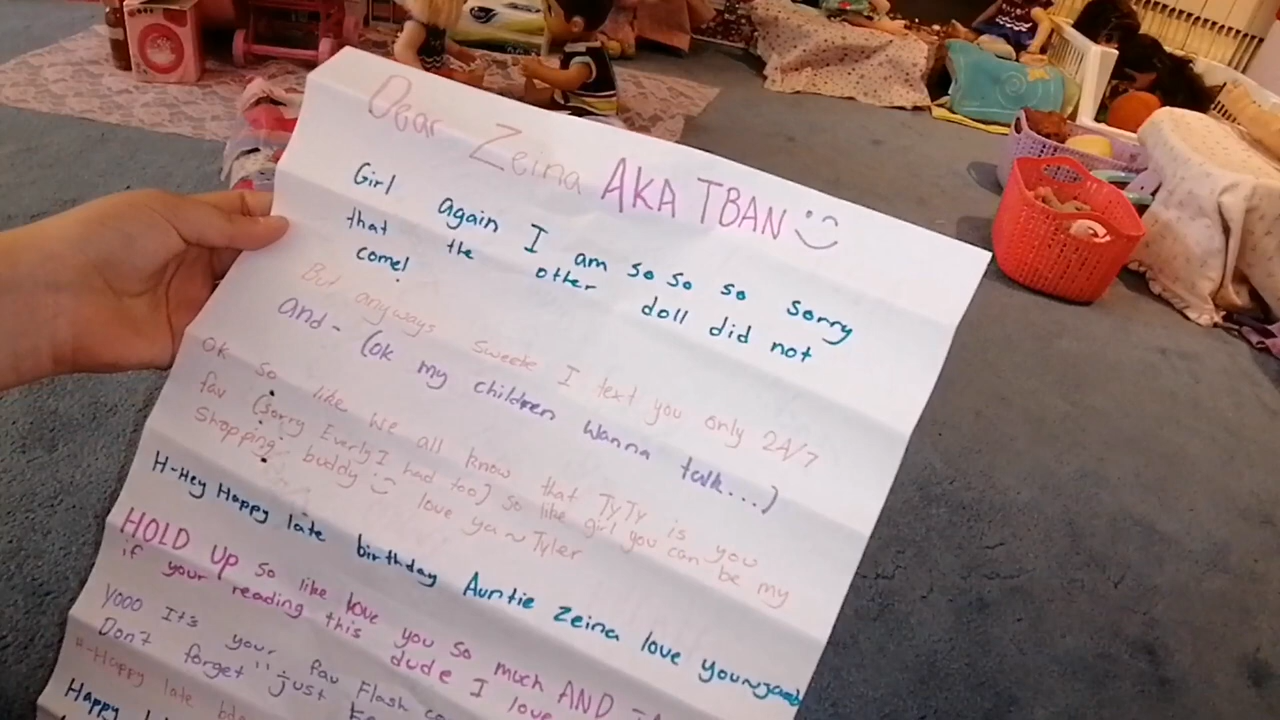 Dear Zeina AKA TBAN
Girl again I am so so so sorry
that the other doll did not
come!
But anyways sweete I text you only 24/7
and- (ok my children wanna talk...)
Ok so like we all know that TyTy is you
fav (sorry Everly I had too) so like girl you can be my
shopping buddy love ya~Tyler
H-Hey Happy late birthday Auntie Zeina love you~
HOLD UP so like love you so much AND
if your reading this dude I love
YOOO It's your fav Flash
Don't forget just
H-Happy late
Happy